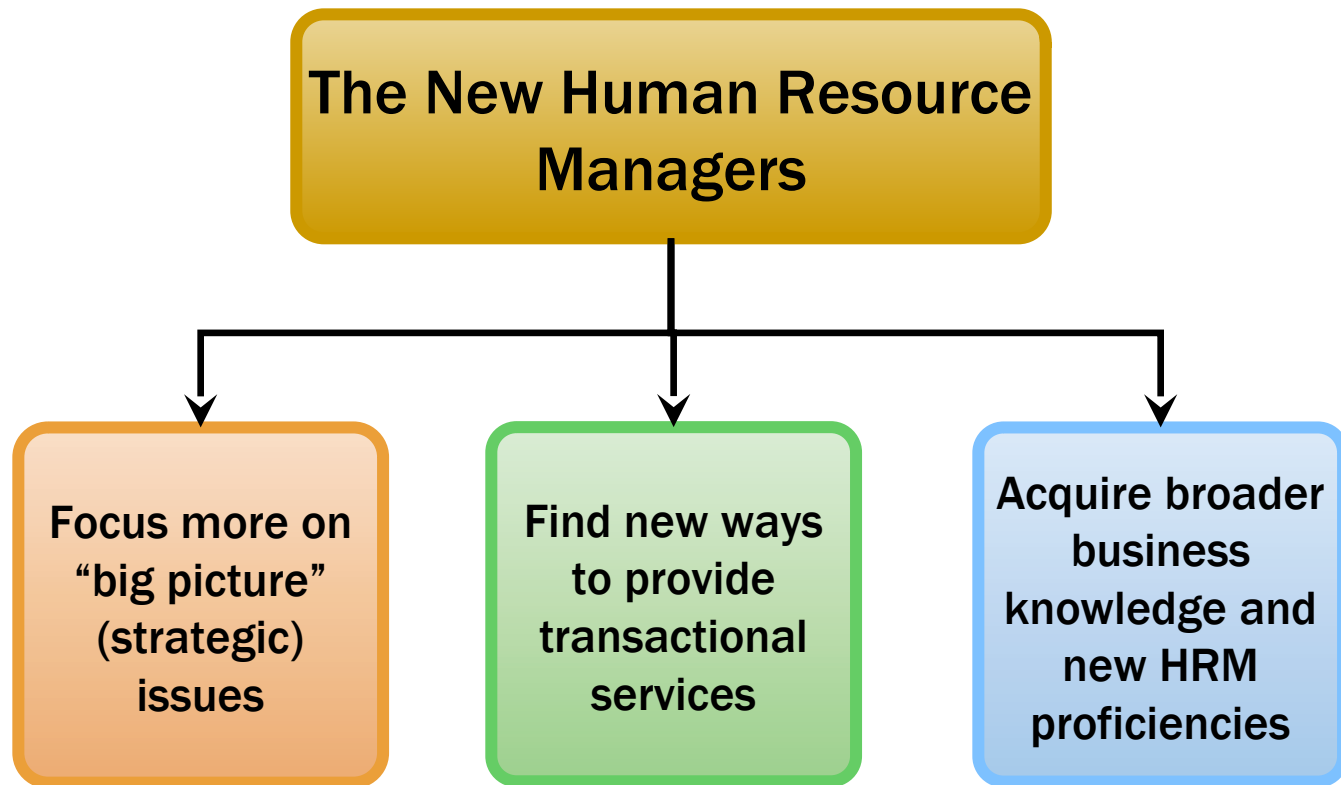 The New Human Resource
Managers
Focus more on
“big picture”
(strategic)
issues
Find new ways
to provide
transactional
services
Acquire broader
business
knowledge and
new HRM
proficiencies